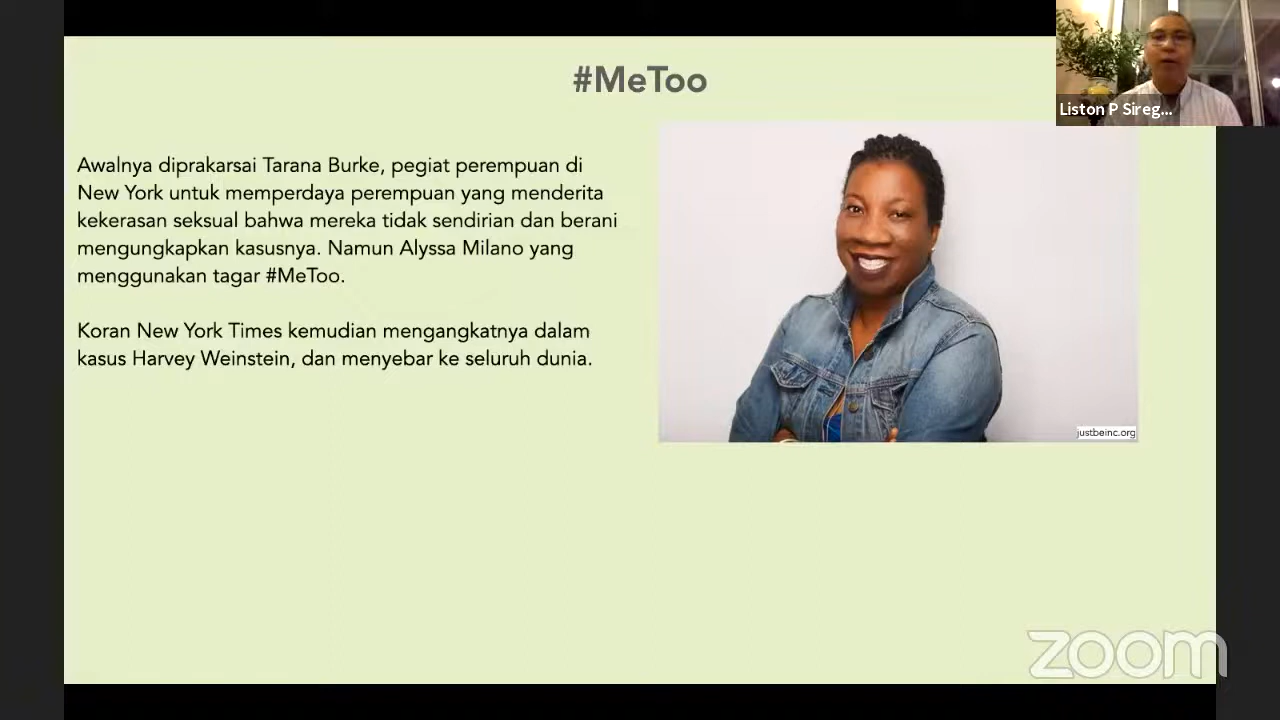 #MeToo
Liston P Sireg...
Awalnya diprakarsai Tarana Burke, pegiat perempuan di
New York untuk memperdaya perempuan yang menderita
kekerasan seksual bahwa mereka tidak sendirian dan berani
mengungkapkan kasusnya. Namun Alyssa Milano yang
menggunakan tagar #MeToo.
Koran New York Times kemudian mengangkatnya dalam
kasus Harvey Weinstein, dan menyebar ke seluruh dunia.
justbeinc.org
zoom